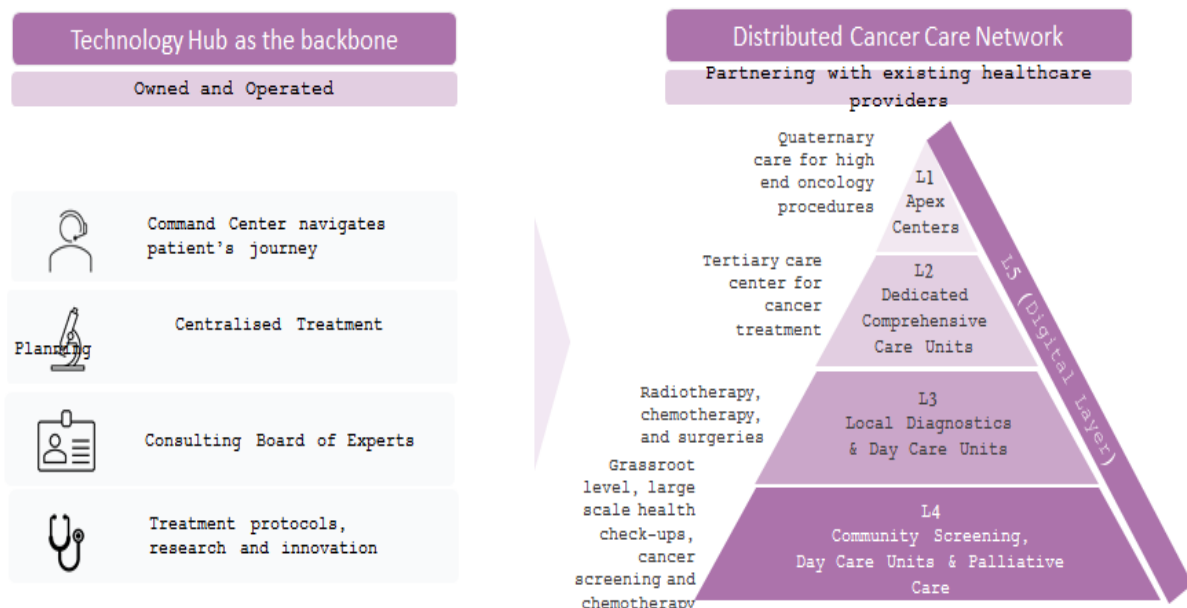 Technology Hub as the backbone
Owned and Operated
Command Center navigates
patient's journey
Centralised Treatment
Planning
Consulting Board of Experts
Treatment protocols,
research and innovation
Distributed Cancer Care Network
Partnering with existing healthcare
providers
Quaternary
care for high
end oncology
procedures
L1
Apex
Centers
Tertiary care
center for
cancer
treatment
L2
Dedicated
Comprehensive
Care Units
Radiotherapy,
chemotherapy,
and surgeries
L3
Local Diagnostics
& Day Care Units
Grassroot
level, large
scale health
check-ups,
cancer
screening and
chemotherapy
L4
Community Screening,
Day Care Units & Palliative
Care
L5 (Digital Layer)